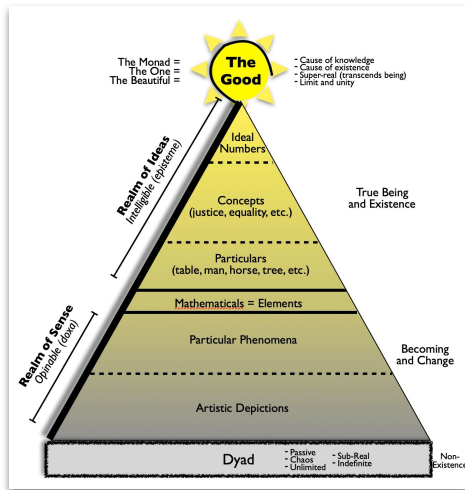 The Monad =
The One =
The Beautiful =
The
Good
- Cause of knowledge
- Cause of existence
- Super-real (transcends being)
- Limit and unity
Ideal
Numbers
Realm of Ideas
Intelligible (episteme)
Concepts
(justice, equality, etc.)
True Being
and Existence
Particulars
(table, man, horse, tree, etc.)
Mathematicals = Elements
Realm of Sense
Opinable (doxa)
Particular Phenomena
Becoming
and Change
Artistic Depictions
Dyad
- Passive
- Chaos
- Unlimited
- Sub-Real
- Indefinite
Non-
Existence